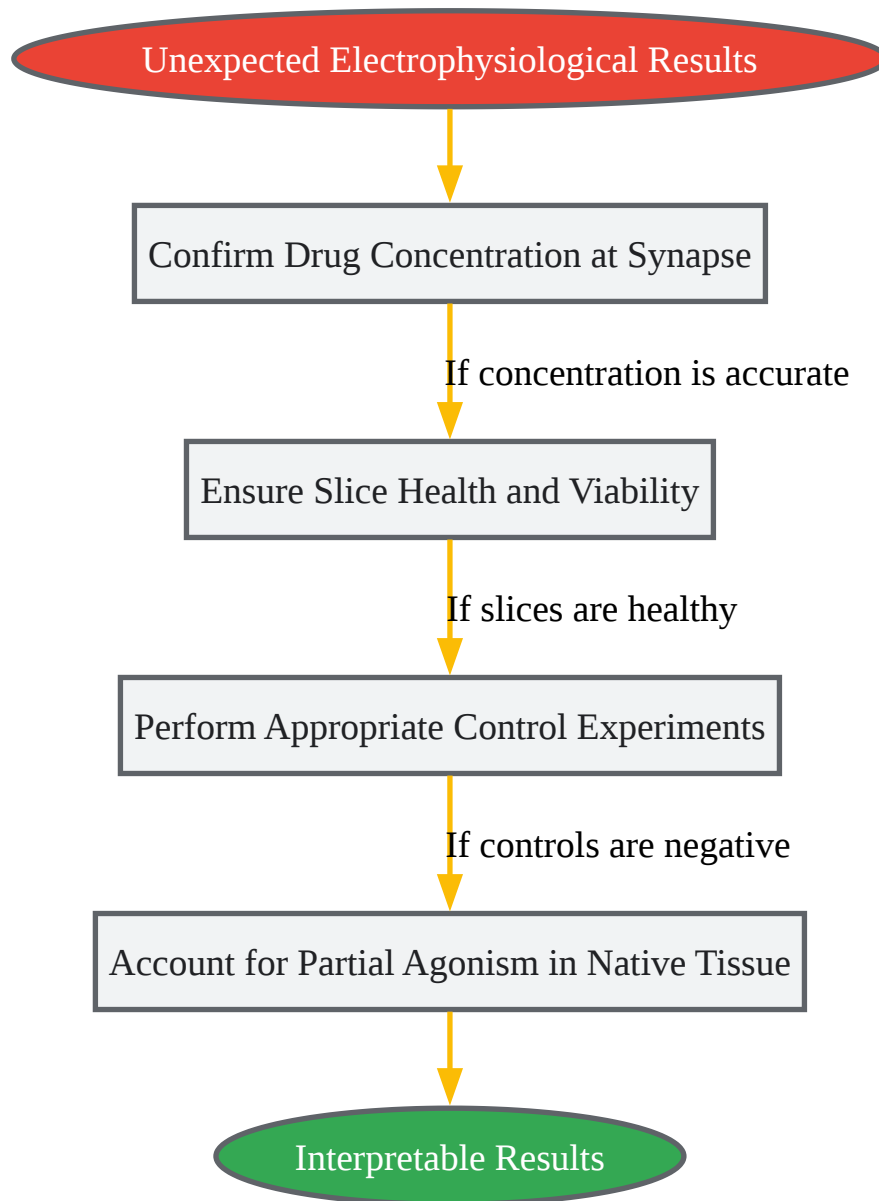 Unexpected Electrophysiological Results
Confirm Drug Concentration at Synapse
If concentration is accurate
Ensure Slice Health and Viability
If slices are healthy
Perform Appropriate Control Experiments
If controls are negative
Account for Partial Agonism in Native Tissue
Interpretable Results